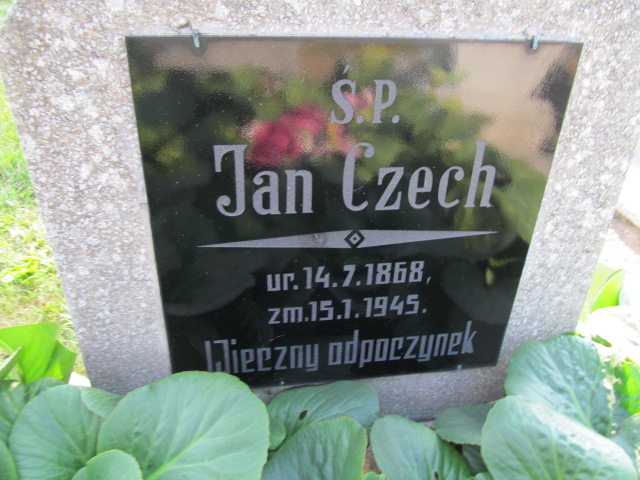 Ś.P.
Jan Czech
ur. 14.7.1868,
zm. 15.1.1945.
Wieczny odpoczynek